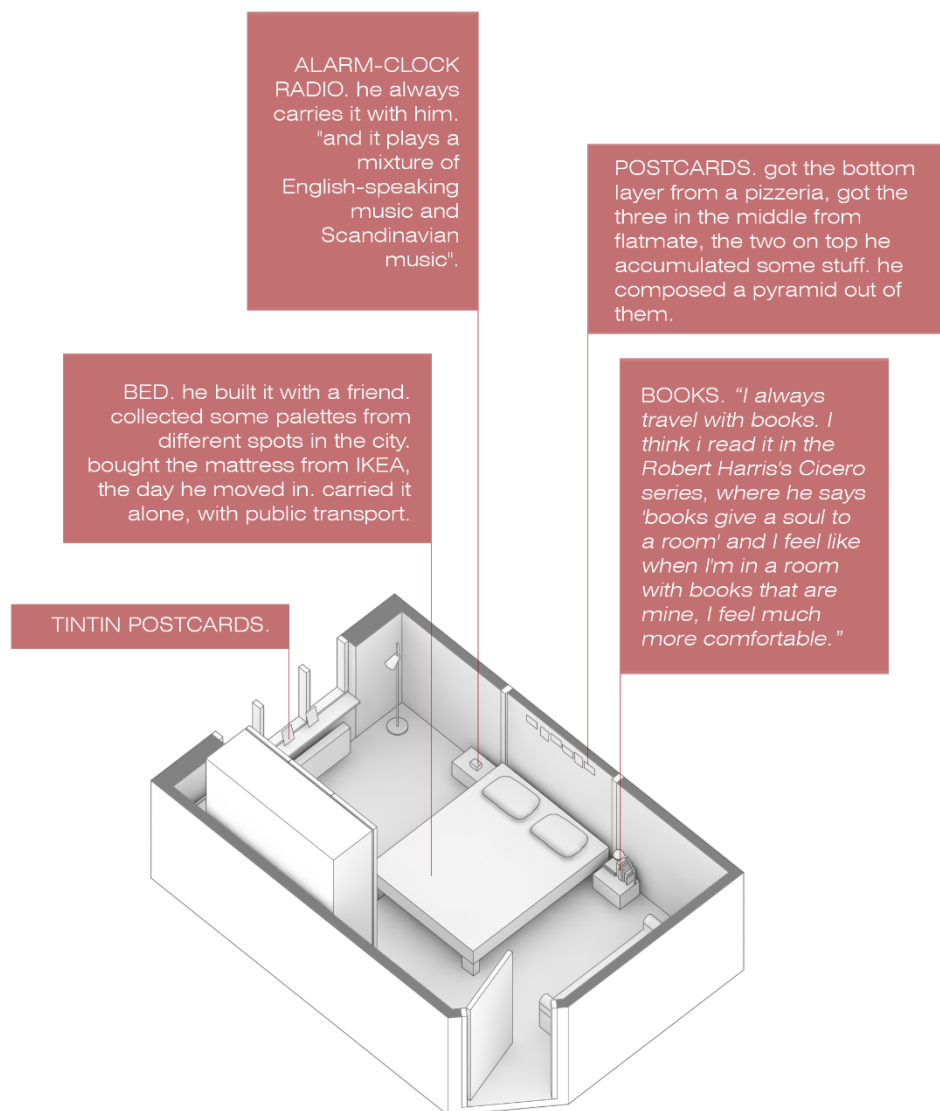 ALARM-CLOCK
RADIO. he always
carries it with him.
"and it plays a
mixture of
English-speaking
music and
Scandinavian
music".
POSTCARDS. got the bottom
layer from a pizzeria, got the
three in the middle from
flatmate, the two on top he
accumulated some stuff. he
composed a pyramid out of
them.
BED. he built it with a friend.
collected some palettes from
different spots in the city.
bought the mattress from IKEA,
the day he moved in. carried it
alone, with public transport.
BOOKS. “I always
travel with books. I
think i read it in the
Robert Harris's Cicero
series, where he says
'books give a soul to
a room' and I feel like
when I'm in a room
with books that are
mine, I feel much
more comfortable.”
TINTIN POSTCARDS.